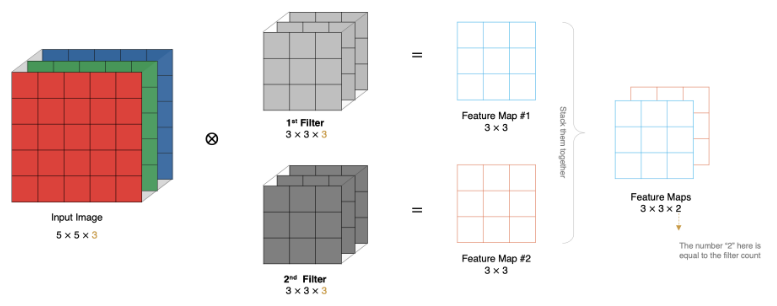 Input Image
5 × 5 × 3
⊗
1st Filter
3 × 3 × 3
=
Feature Map #1
3 × 3
2nd Filter
3 × 3 × 3
=
Feature Map #2
3 × 3
Stack them together
Feature Maps
3 × 3 × 2
The number “2” here is
equal to the filter count